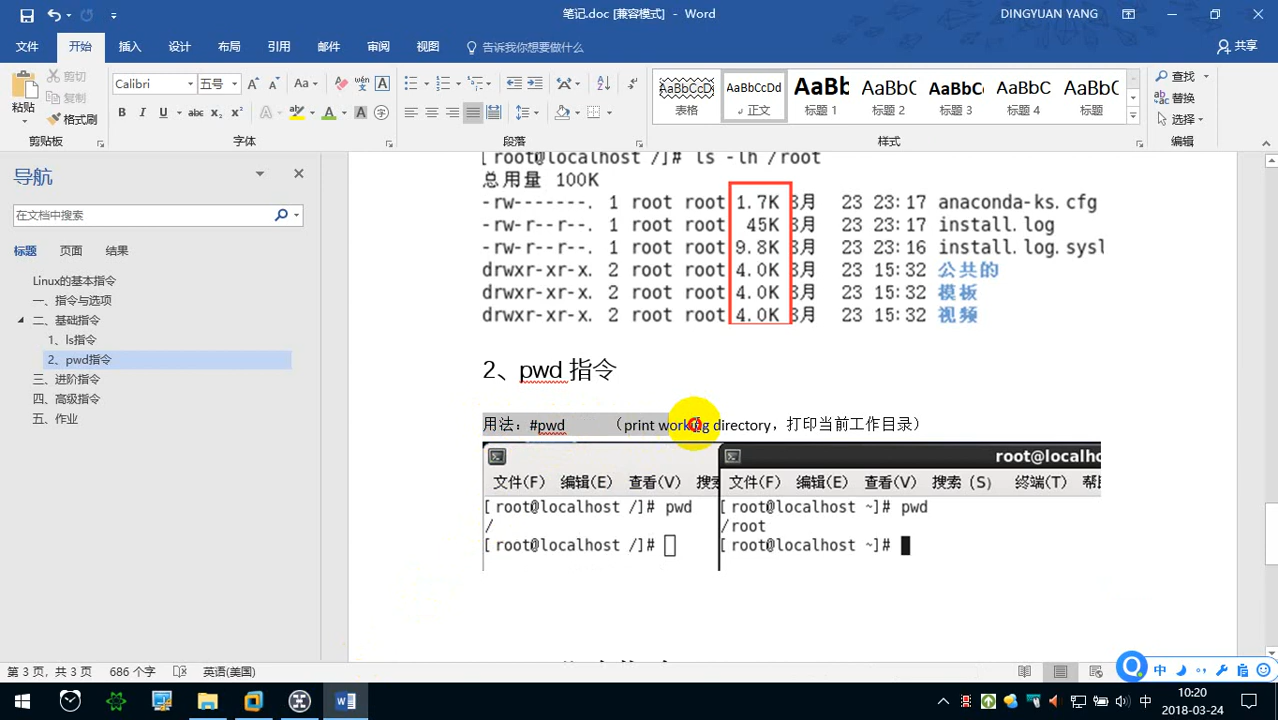 笔记.doc [兼容模式] - Word
DINGYUAN YANG
文件 开始 插入 设计 布局 引用 邮件 审阅 视图 告诉我你想要做什么 共享
粘贴 剪切 复制 格式刷
Calibri 五号
AaBbCcDd 表格
AaBbCcDd 正文
AaBb 标题 1
AaBbC 标题 2
AaBbC 标题 3
AaBbC 标题 4
AaBbC 标题
查找
替换
选择
剪贴板 字体 段落 样式 编辑
导航
在文档中搜索
标题 页面 结果
Linux的基本指令
一、指令与选项
二、基础指令
1、ls指令
2、pwd指令
三、进阶指令
四、高级指令
五、作业
[root@localhost /]# ls -lh /root
总用量 100K
-rw-------. 1 root root 1.7K 3月 23 23:17 anaconda-ks.cfg
-rw-r--r--. 1 root root 45K 3月 23 23:17 install.log
-rw-r--r--. 1 root root 9.8K 3月 23 23:16 install.log.sysl
drwxr-xr-x. 2 root root 4.0K 3月 23 15:32 公共的
drwxr-xr-x. 2 root root 4.0K 3月 23 15:32 模板
drwxr-xr-x. 2 root root 4.0K 3月 23 15:32 视频
2、pwd 指令
用法：#pwd （print working directory，打印当前工作目录）
文件(F) 编辑(E) 查看(V) 搜
[root@localhost /]# pwd
/
[root@localhost /]#
root@localho
文件(F) 编辑(E) 查看(V) 搜索 (S) 终端(T) 帮
[root@localhost ~]# pwd
/root
[root@localhost ~]#
第 3 页，共 3 页 686 个字 英语(美国)
中
中 10:20
2018-03-24